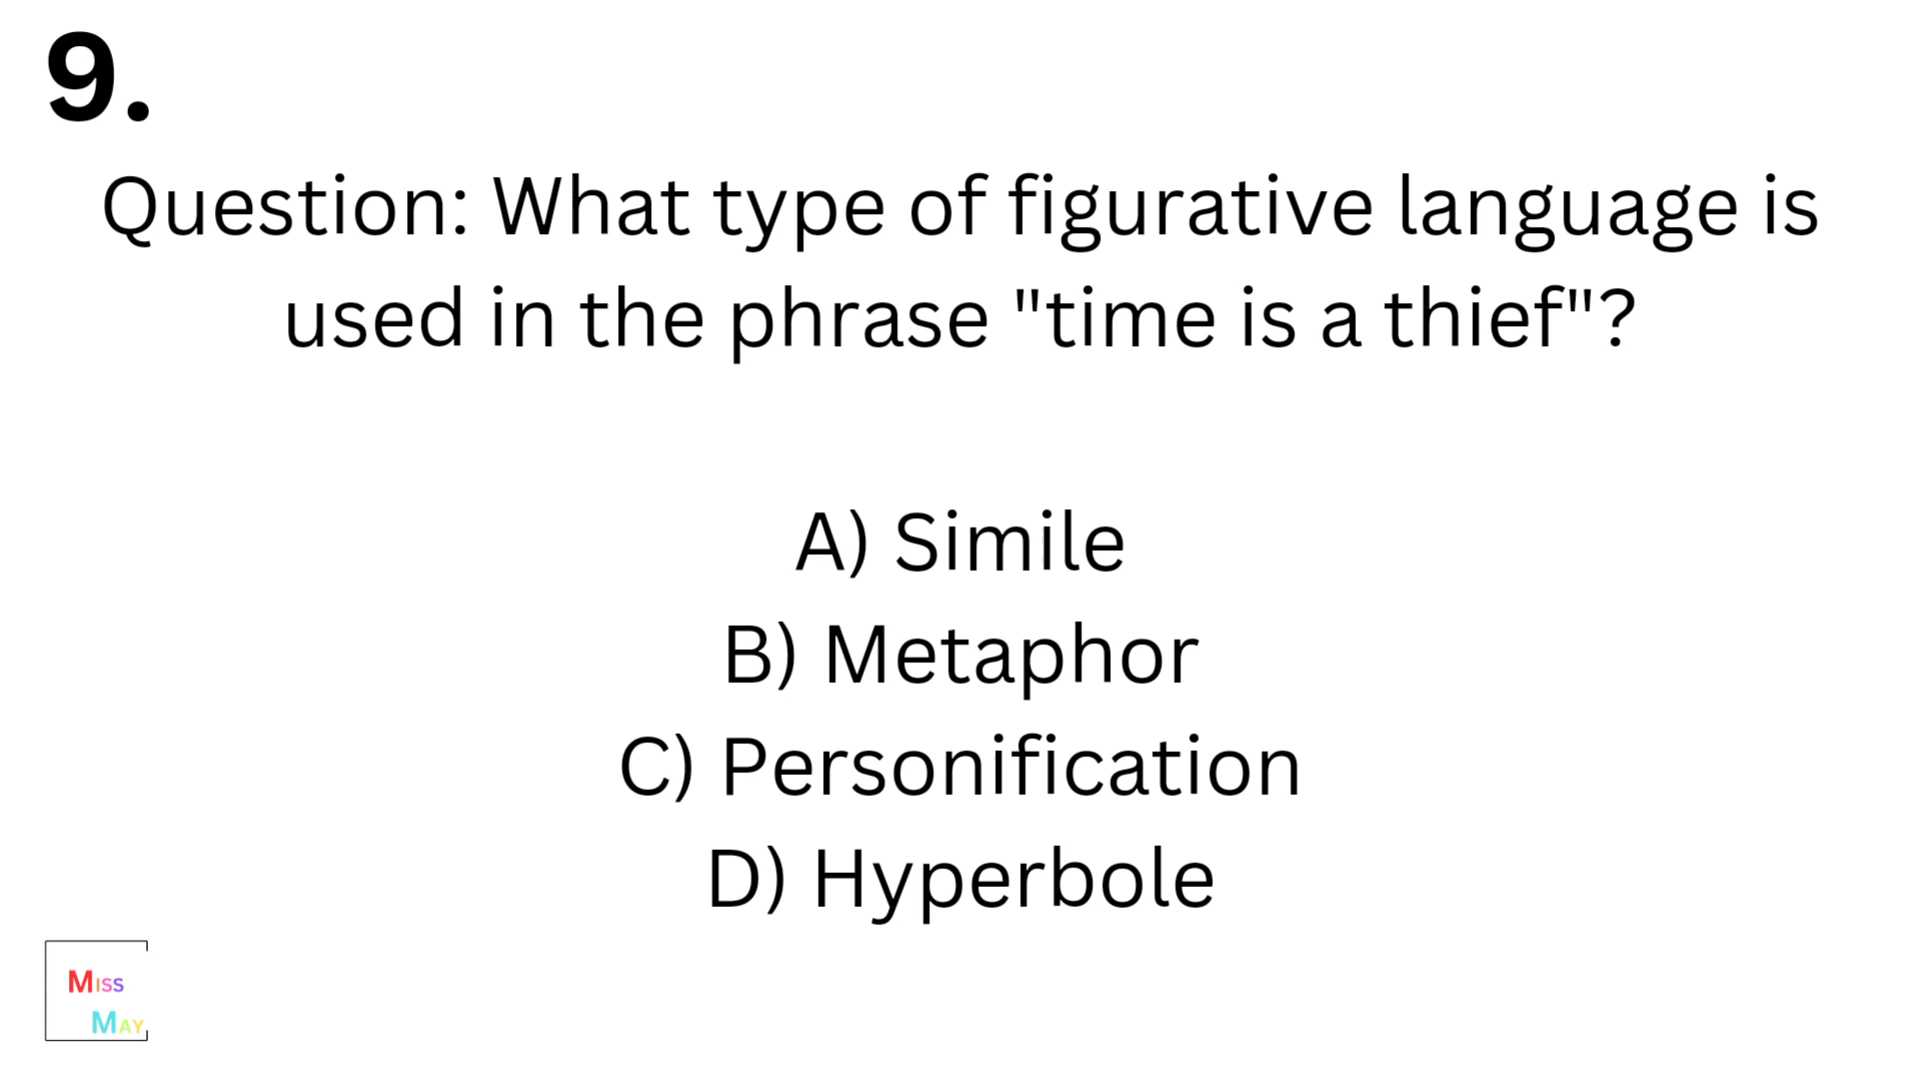 9.
Question: What type of figurative language is
used in the phrase "time is a thief"?
A) Simile
B) Metaphor
C) Personification
D) Hyperbole
MISS
MAY